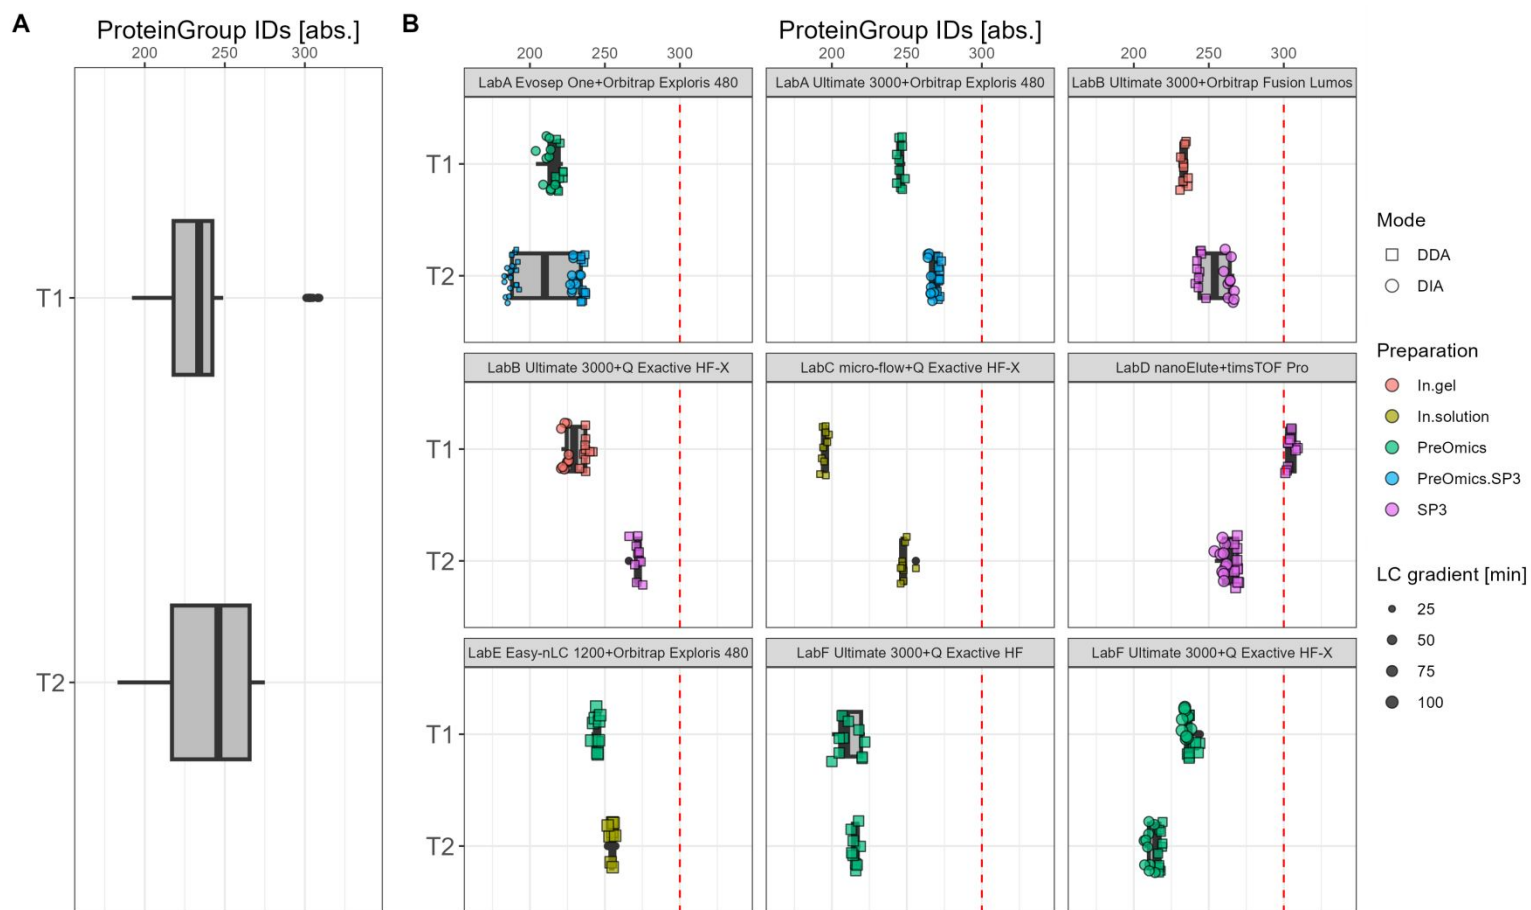 A
ProteinGroup IDs [abs.]
200 250 300
T1
T2
B
ProteinGroup IDs [abs.]
200 250 300
200 250 300
200 250 300
LabA Evosep One+Orbitrap Exploris 480
LabA Ultimate 3000+Orbitrap Exploris 480
LabB Ultimate 3000+Orbitrap Fusion Lumos
T1
T2
LabB Ultimate 3000+Q Exactive HF-X
LabC micro-flow+Q Exactive HF-X
LabD nanoElute+timsTOF Pro
T1
T2
LabE Easy-nLC 1200+Orbitrap Exploris 480
LabF Ultimate 3000+Q Exactive HF
LabF Ultimate 3000+Q Exactive HF-X
T1
T2
Mode
DDA
DIA
Preparation
In.gel
In.solution
PreOmics
PreOmics.SP3
SP3
LC gradient [min]
25
50
75
100